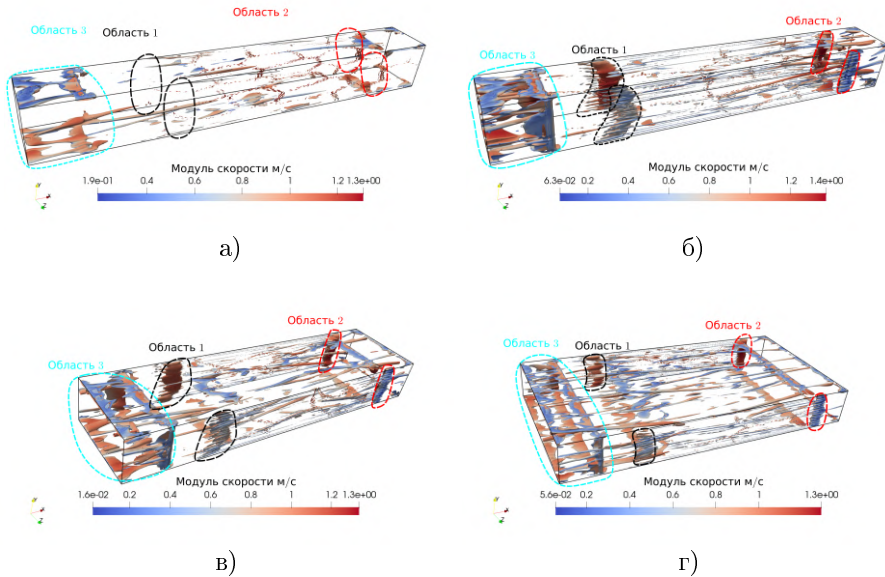 Область 3
Область 1
Область 2
Модуль скорости м/с
1.9e-01 0.4 0.6 0.8 1 1.2 1.3e+00
а)
Область 3
Область 1
Область 2
Модуль скорости м/с
6.3e-02 0.2 0.4 0.6 0.8 1 1.2 1.4e+00
б)
Область 3
Область 1
Область 2
Модуль скорости м/с
1.6e-02 0.2 0.4 0.6 0.8 1 1.3e+00
в)
Область 3
Область 1
Область 2
Модуль скорости м/с
5.6e-02 0.2 0.4 0.6 0.8 1 1.3e+00
г)